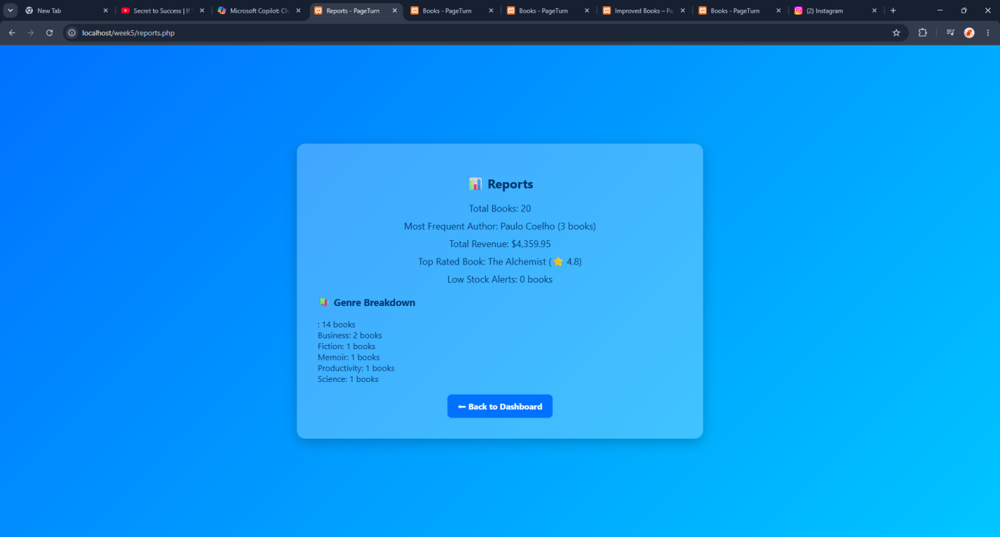 New Tab
Secret to Success | If
Microsoft Copilot: Ch
Reports - PageTurn
Books - PageTurn
Books - PageTurn
Improved Books – Pa
Books - PageTurn
(2) Instagram
localhost/week5/reports.php
📊 Reports
Total Books: 20
Most Frequent Author: Paulo Coelho (3 books)
Total Revenue: $4,359.95
Top Rated Book: The Alchemist (⭐ 4.8)
Low Stock Alerts: 0 books
📚 Genre Breakdown
: 14 books
Business: 2 books
Fiction: 1 books
Memoir: 1 books
Productivity: 1 books
Science: 1 books
← Back to Dashboard